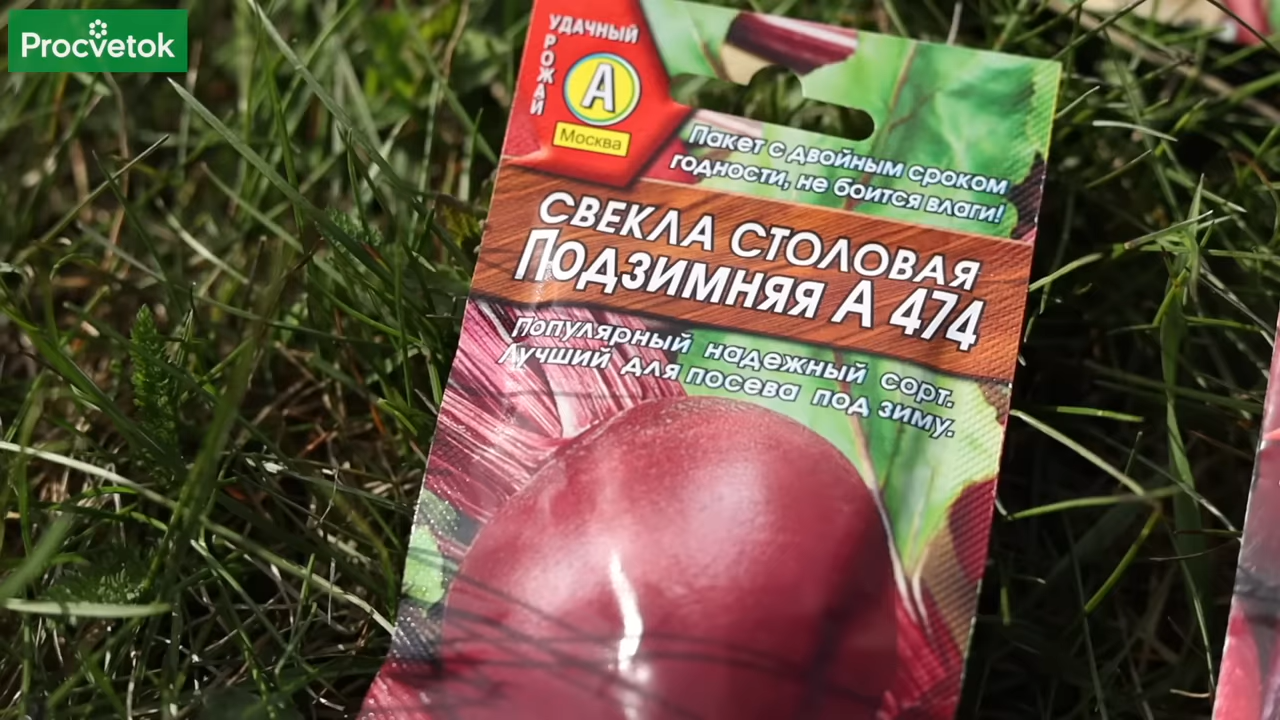 Procvetok
УДАЧНЫЙ
УРОЖАЙ
А
Москва
Пакет с двойным сроком
годности, не боится влаги!
СВЕКЛА СТОЛОВАЯ
Подзимняя А 474
Популярный надежный сорт.
Лучший для посева под зиму.